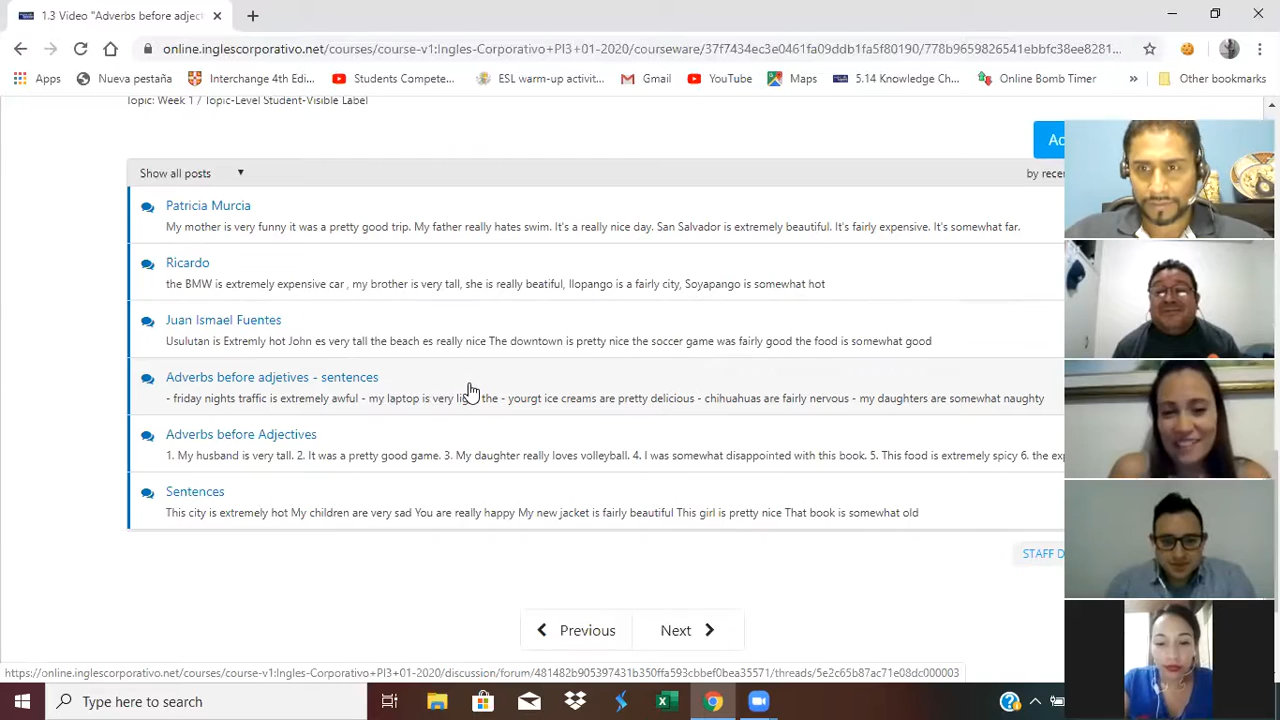 1.3 Video "Adverbs before adject
online.inglescorporativo.net/courses/course-v1:Ingles-Corporativo+PI3+01-2020/courseware/37f7434ec3e0461fa09ddb1fa5f80190/778b9659826541ebbfc38ee8281...
Apps Nueva pestaña Interchange 4th Edi... Students Compete... ESL warm-up activit... Gmail YouTube Maps 5.14 Knowledge Ch... Online Bomb Timer » Other bookmarks
Topic: Week 1 / Topic-Level Student-Visible Label
Ad
Show all posts by recen
Patricia Murcia
My mother is very funny it was a pretty good trip. My father really hates swim. It's a really nice day. San Salvador is extremely beautiful. It's fairly expensive. It's somewhat far.
Ricardo
the BMW is extremely expensive car , my brother is very tall, she is really beatiful, Ilopango is a fairly city, Soyapango is somewhat hot
Juan Ismael Fuentes
Usulutan is Extremly hot John es very tall the beach es really nice The downtown is pretty nice the soccer game was fairly good the food is somewhat good
Adverbs before adjetives - sentences
- friday nights traffic is extremely awful - my laptop is very the - yourgt ice creams are pretty delicious - chihuahuas are fairly nervous - my daughters are somewhat naughty
Adverbs before Adjectives
1. My husband is very tall. 2. It was a pretty good game. 3. My daughter really loves volleyball. 4. I was somewhat disappointed with this book. 5. This food is extremely spicy 6. the exp
Sentences
This city is extremely hot My children are very sad You are really happy My new jacket is fairly beautiful This girl is pretty nice That book is somewhat old
STAFF D
Previous Next
https://online.inglescorporativo.net/courses/course-v1:Ingles-Corporativo+PI3+01-2020/discussion/forum/481482b905397431b350ffa593cbbef0bea35571/threads/5e2c65b87ac71e08dc000003
Type here to search